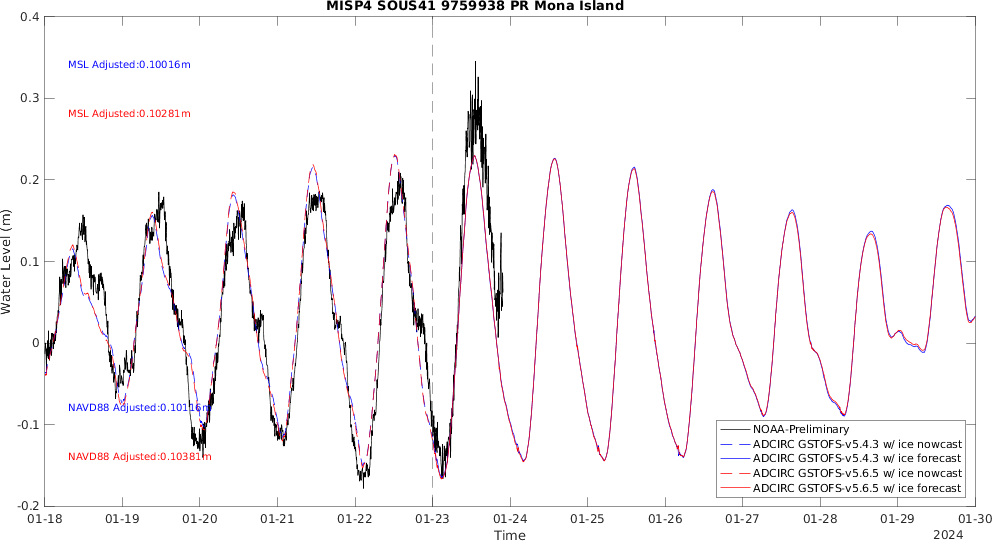 MISP4 SOUS41 9759938 PR Mona Island
0.4
0.3
0.2
0.1
0
-0.1
-0.2
Water Level (m)
MSL Adjusted:0.10016m
MSL Adjusted:0.10281m
NAVD88 Adjusted:0.10116m
NAVD88 Adjusted:0.10381m
NOAA-Preliminary
ADCIRC GSTOFS-v5.4.3 w/ ice nowcast
ADCIRC GSTOFS-v5.4.3 w/ ice forecast
ADCIRC GSTOFS-v5.6.5 w/ ice nowcast
ADCIRC GSTOFS-v5.6.5 w/ ice forecast
01-18 01-19 01-20 01-21 01-22 01-23 01-24 01-25 01-26 01-27 01-28 01-29 01-30
Time
2024